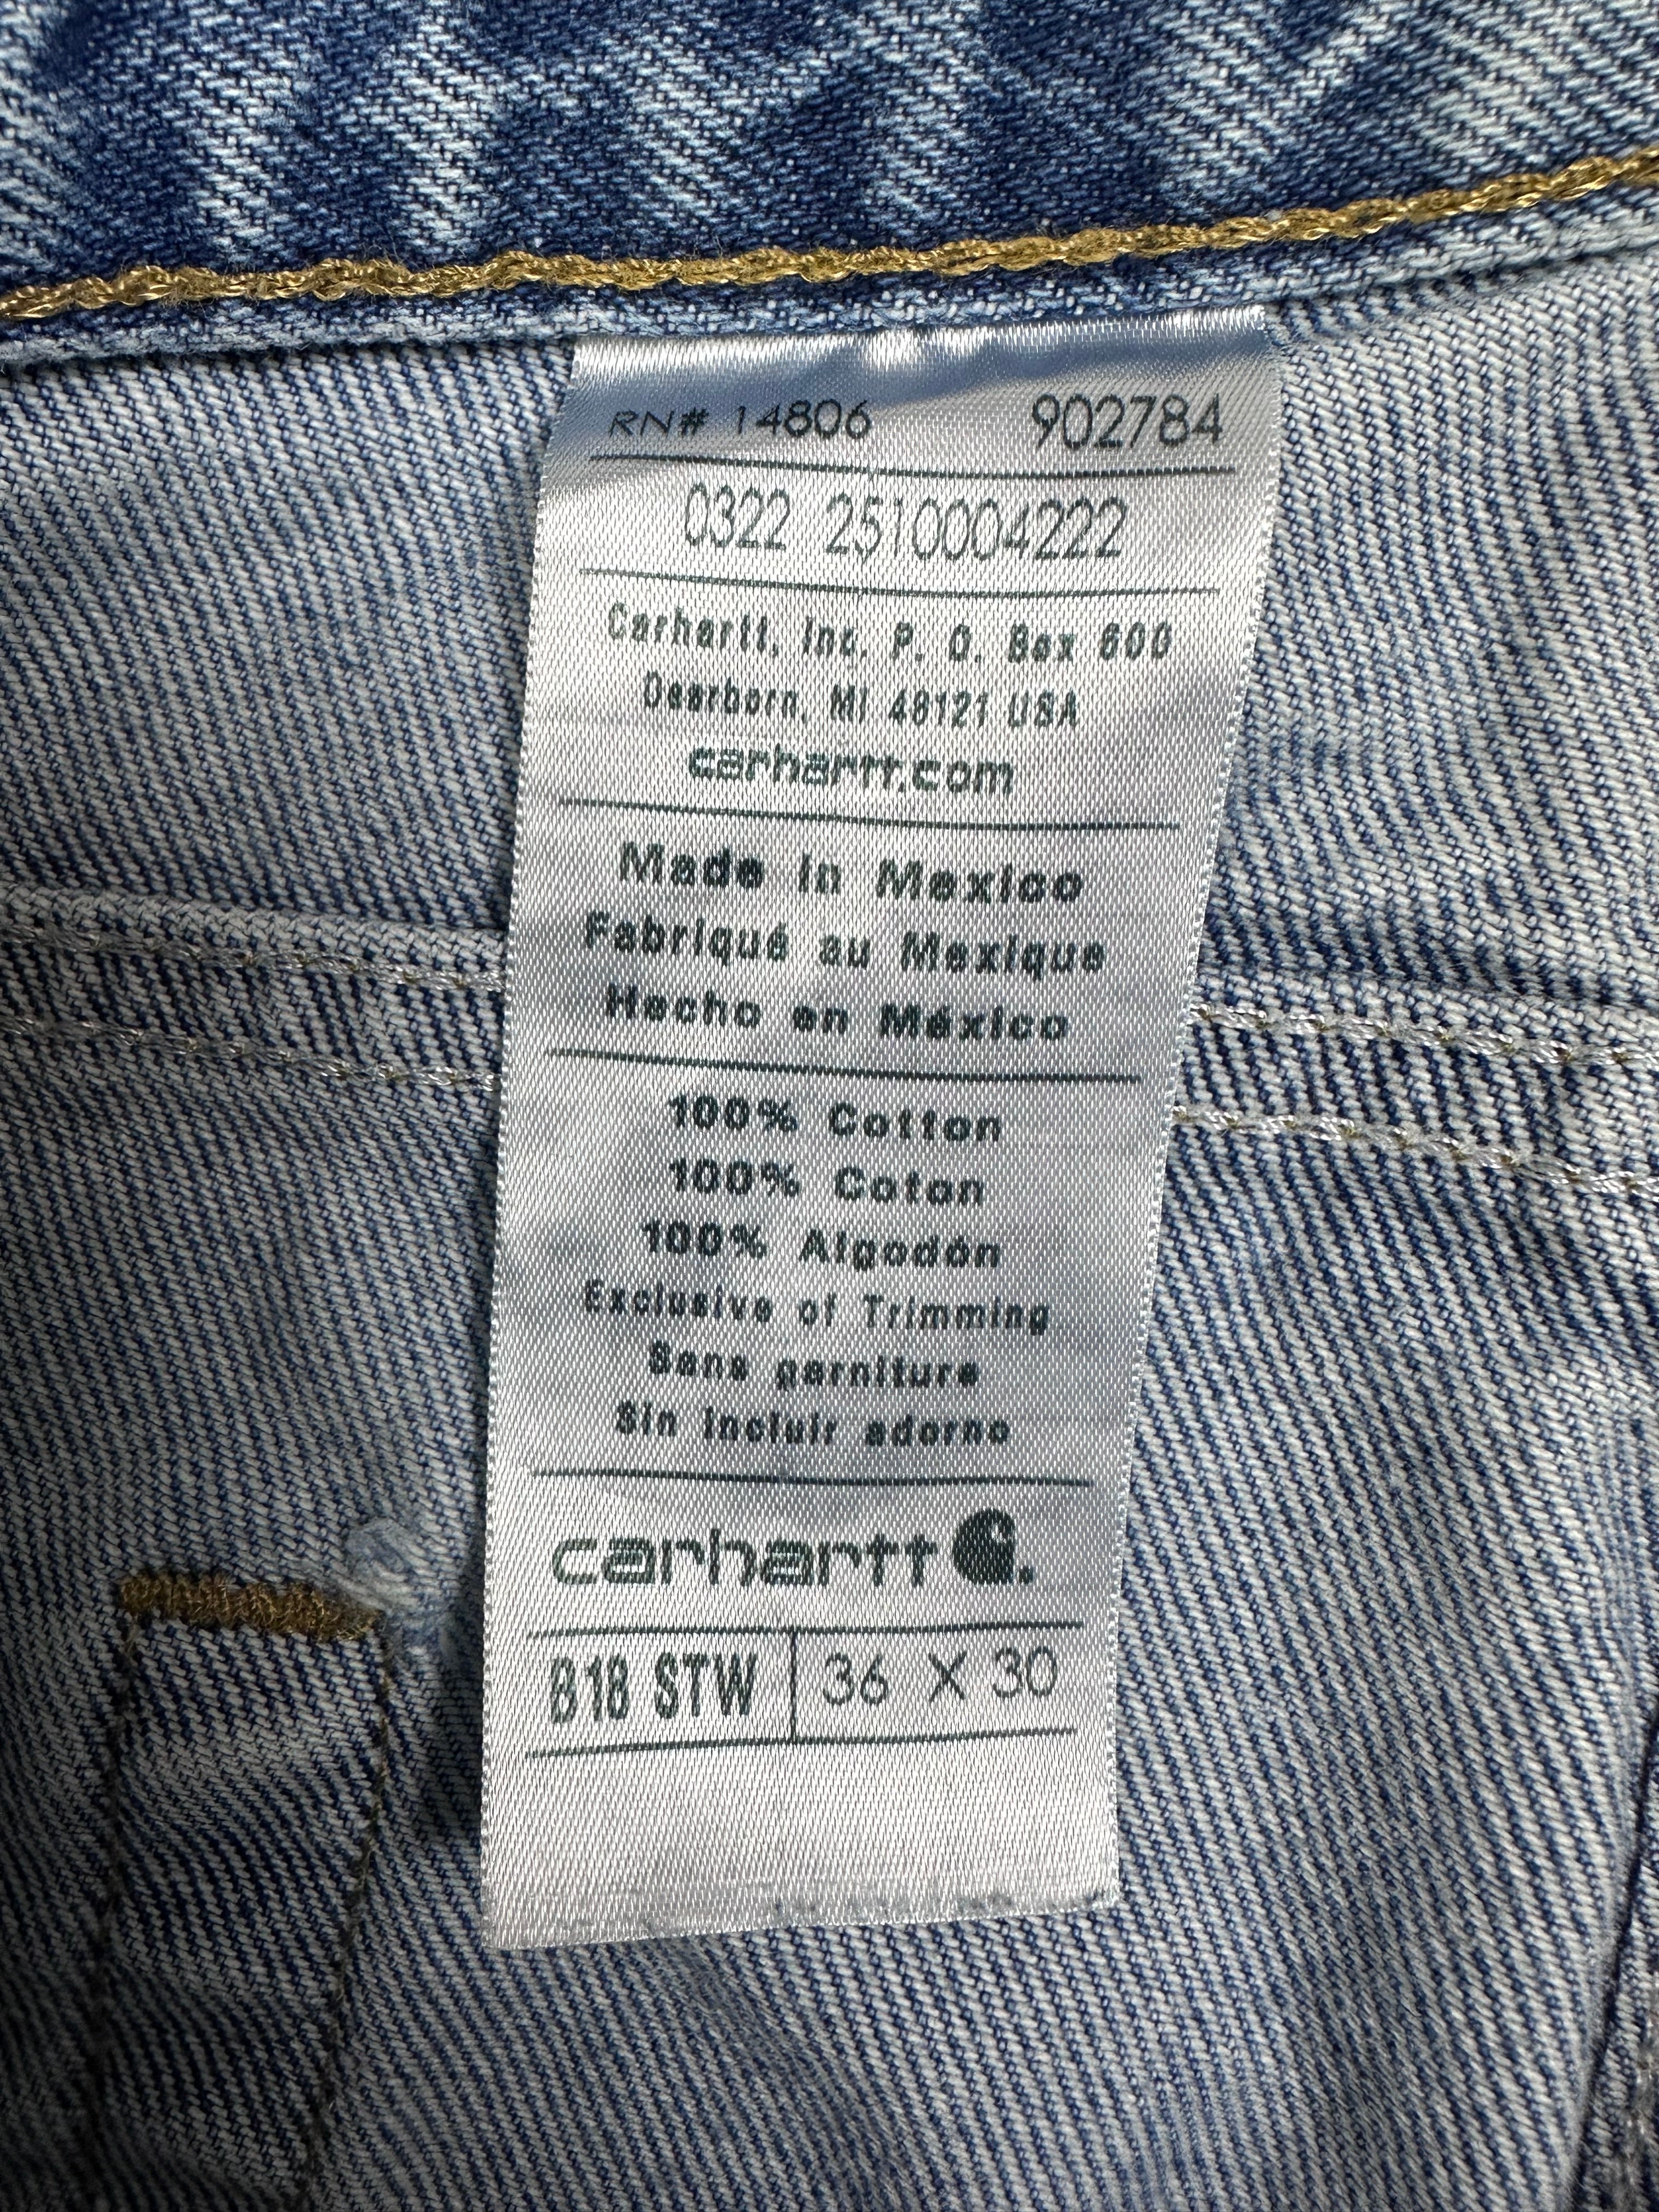 RN# 14806 902784
0322 2510004222
Carhartt, Inc. P. O. Box 600
Dearborn, MI 48121 USA
carhartt.com
Made in Mexico
Fabriqué au Mexique
Hecho en México
100% Cotton
100% Coton
100% Algodón
Exclusive of Trimming
Sans garniture
Sin incluir adorno
carhartt
B18 STW 36 X 30